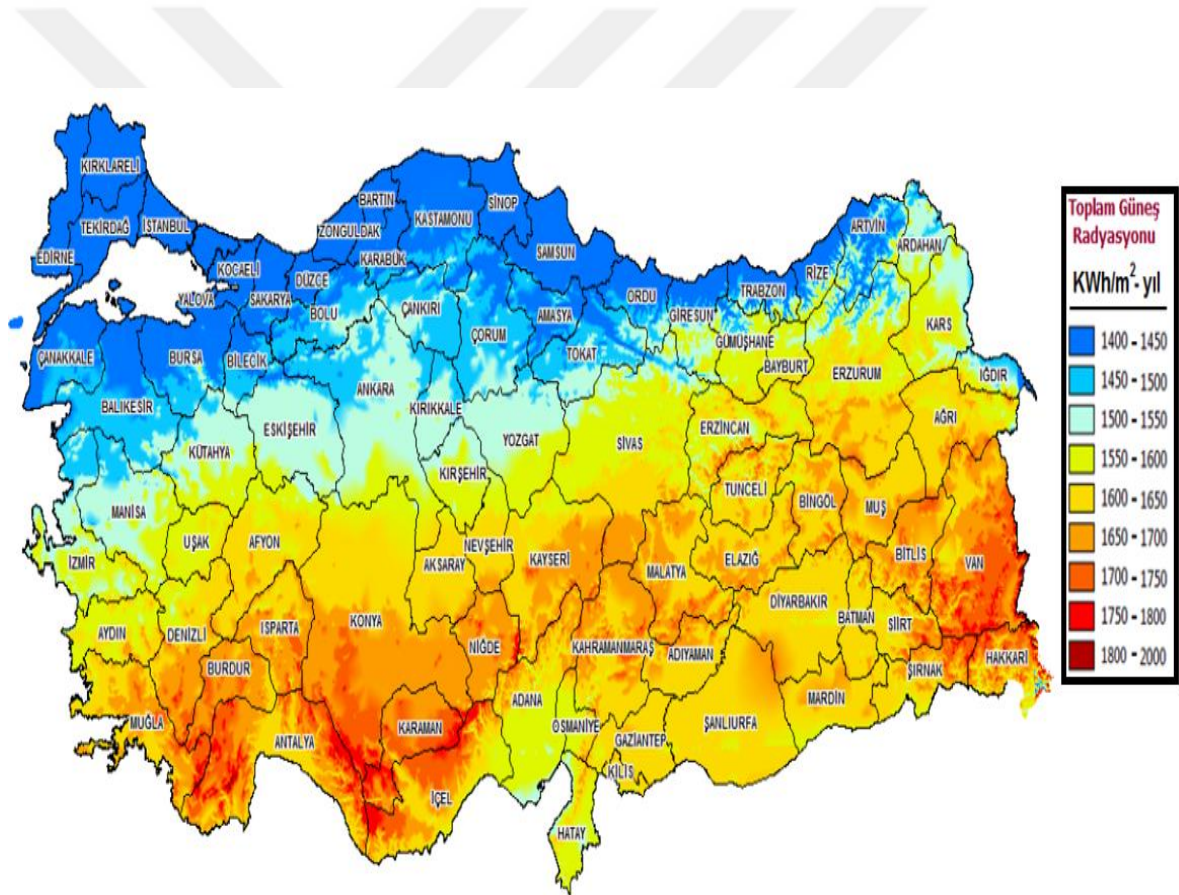 KIRKLARELİ
TEKİRDAĞ
İSTANBUL
EDİRNE
KOCAELİ
YALOVA
SAKARYA
DÜZCE
BOLU
ZONGULDAK
BARTIN
KARABÜK
KASTAMONU
SİNOP
SAMSUN
ÇANKIRI
ÇORUM
AMASYA
TOKAT
ORDU
GİRESUN
TRABZON
RİZE
ARTVİN
ARDAHAN
GÜMÜŞHANE
BAYBURT
ERZURUM
KARS
IĞDIR
AĞRI
ÇANAKKALE
BURSA
BİLECİK
BALIKESİR
KÜTAHYA
ESKİŞEHİR
ANKARA
KIRIKKALE
YOZGAT
KIRŞEHİR
SİVAS
ERZİNCAN
TUNCELİ
BİNGÖL
MUŞ
BİTLİS
VAN
MANİSA
İZMİR
UŞAK
AFYON
AKSARAY
NEVŞEHİR
KAYSERİ
MALATYA
ELAZIĞ
DİYARBAKIR
BATMAN
SİİRT
AYDIN
DENİZLİ
ISPARTA
BURDUR
KONYA
NİĞDE
KAHRAMANMARAŞ
ADIYAMAN
ŞIRNAK
HAKKARİ
MARDİN
MUĞLA
ANTALYA
KARAMAN
İÇEL
ADANA
OSMANİYE
GAZİANTEP
KİLİS
ŞANLIURFA
HATAY
Toplam Güneş
Radyasyonu
KWh/m²- yıl
1400 - 1450
1450 - 1500
1500 - 1550
1550 - 1600
1600 - 1650
1650 - 1700
1700 - 1750
1750 - 1800
1800 - 2000